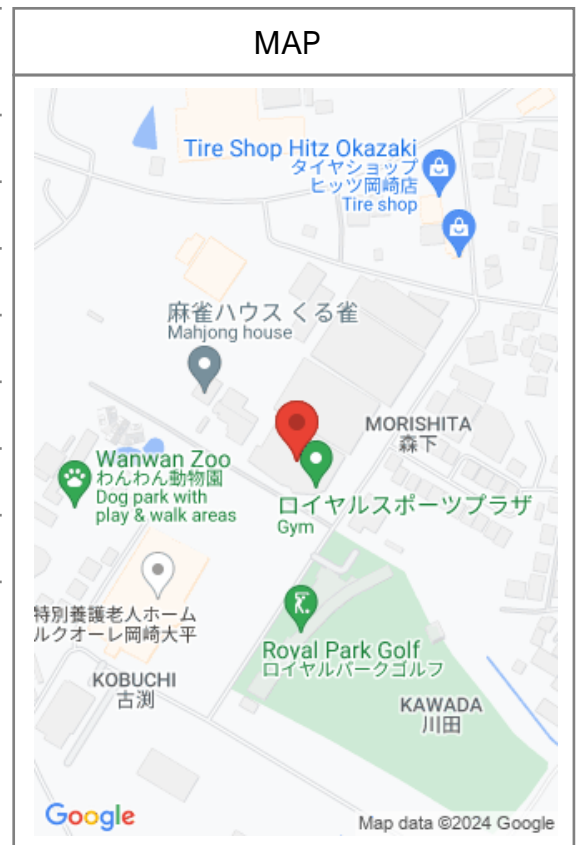 MAP
Tire Shop Hitz Okazaki
タイヤショップ
ヒッツ岡崎店
Tire shop
麻雀ハウス くる雀
Mahjong house
MORISHITA
森下
Wanwan Zoo
わんわん動物園
Dog park with
play & walk areas
ロイヤルスポーツプラザ
Gym
特別養護老人ホーム
ルクオーレ岡崎大平
Royal Park Golf
ロイヤルパークゴルフ
KOBUCHI
古渕
KAWADA
川田
Google
Map data ©2024 Google